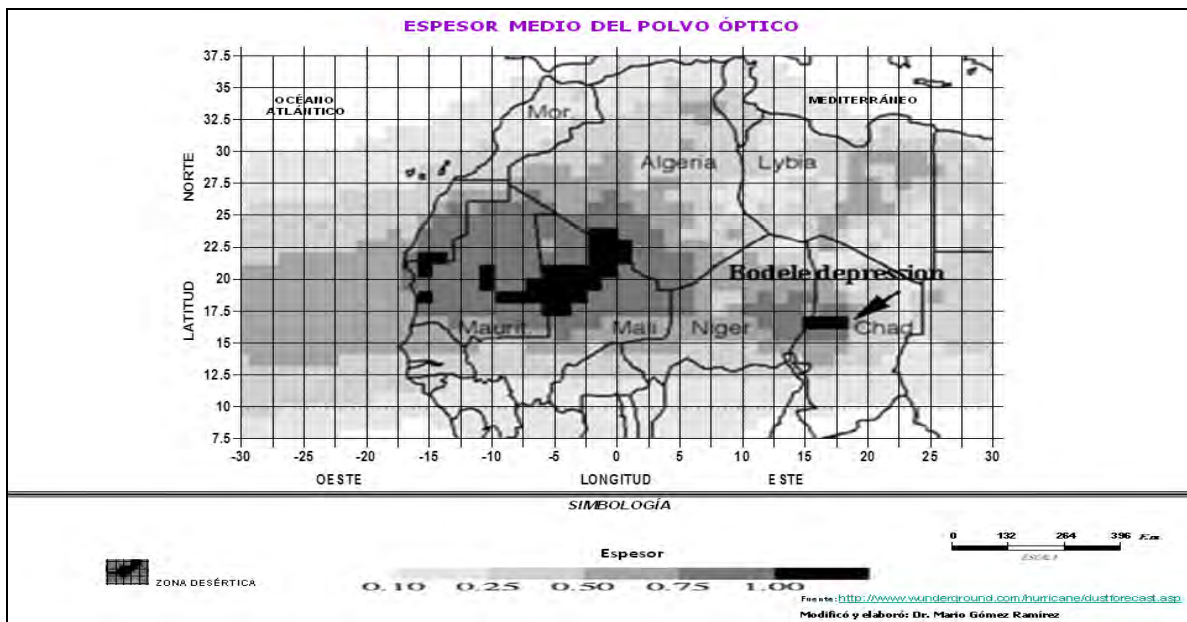 ESPESOR MEDIO DEL POLVO ÓPTICO
37.5
35
32.5
30
27.5
25
22.5
20
17.5
15
12.5
10
7.5
NORTE
LATITUD
OCÉANO
ATLÁNTICO
MEDITERRÁNEO
Mor.
Algeria
Lybia
Bodele depression
Maurit.
Mali
Niger
Chad
-30 -25 -20 -15 -10 -5 0 5 10 15 20 25 30
OESTE LONGITUD ESTE
SIMBOLOGÍA
ZONA DESÉRTICA
Espesor
0.10 0.25 0.50 0.75 1.00
0 132 264 396 Km.
ESCALA
Fuente: http://www.wunderground.com/hurricane/dustforecast.asp
Modificó y elaboró: Dr. Mario Gómez Ramírez